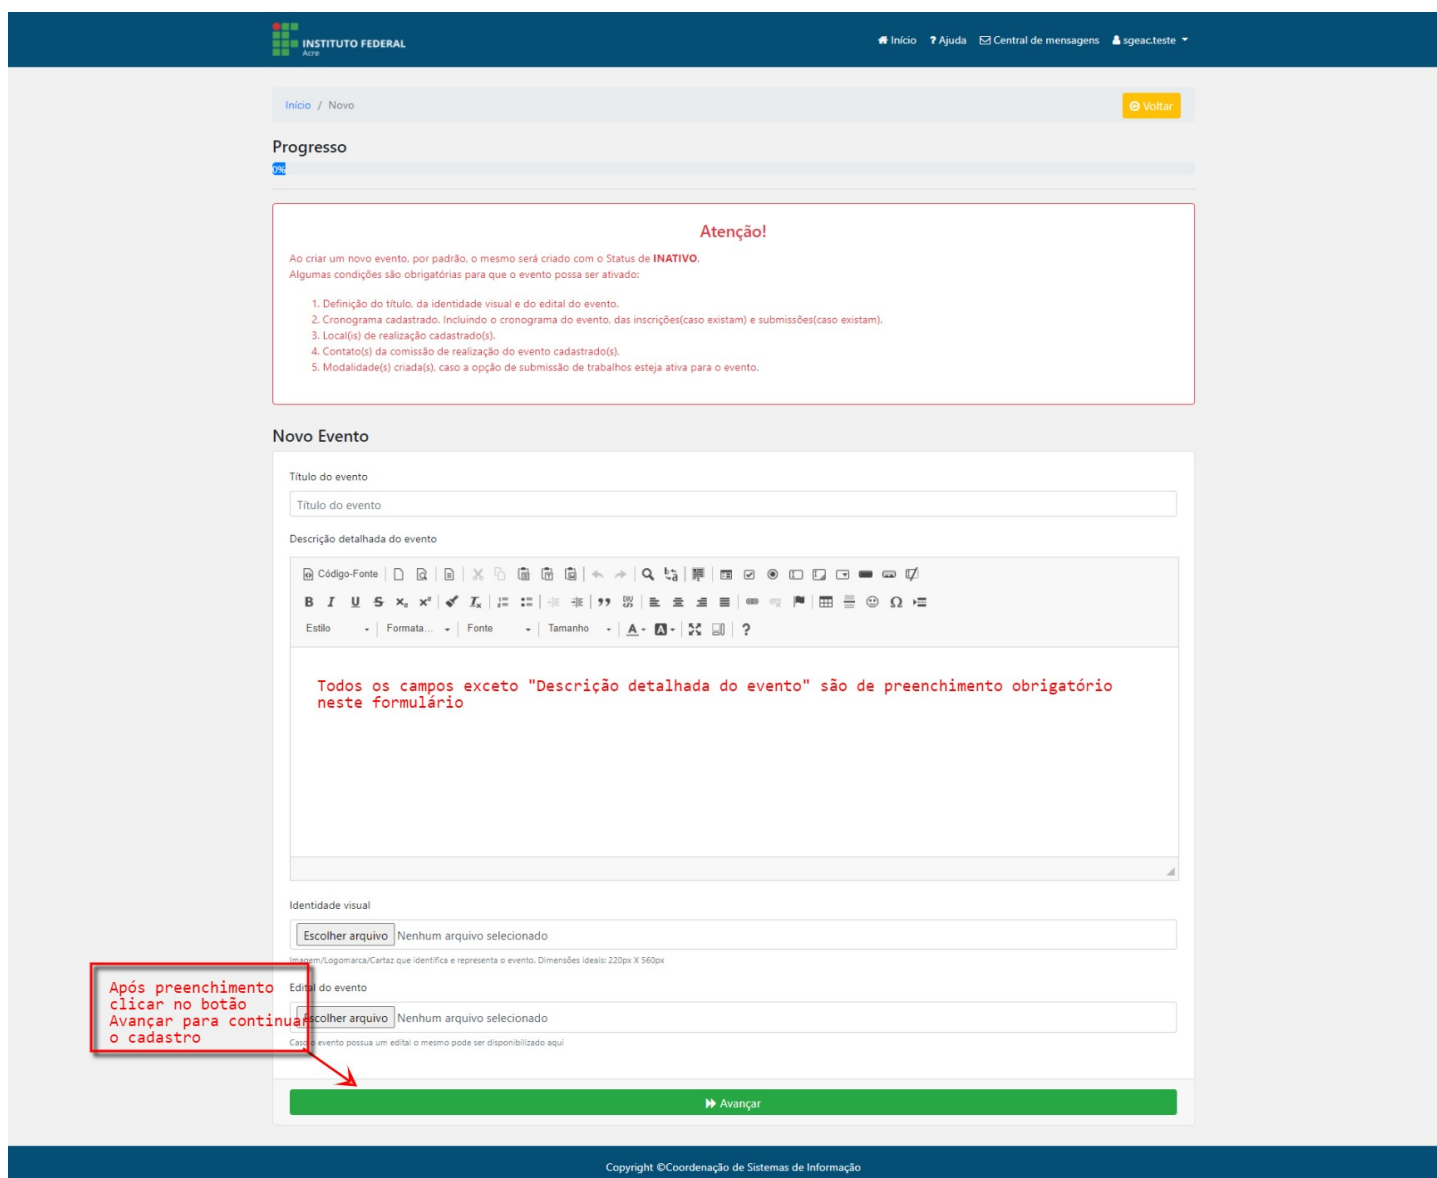 INSTITUTO FEDERAL
Acre
Início ? Ajuda Central de mensagens sgeac.teste
Início / Novo
Voltar
Progresso
0%
Atenção!
Ao criar um novo evento, por padrão, o mesmo será criado com o Status de INATIVO.
Algumas condições são obrigatórias para que o evento possa ser ativado:
1. Definição do título, da identidade visual e do edital do evento.
2. Cronograma cadastrado. Incluindo o cronograma do evento, das inscrições(caso existam) e submissões(caso existam).
3. Local(is) de realização cadastrado(s).
4. Contato(s) da comissão de realização do evento cadastrado(s).
5. Modalidade(s) criada(s), caso a opção de submissão de trabalhos esteja ativa para o evento.
Novo Evento
Título do evento
Título do evento
Descrição detalhada do evento
Código-Fonte
B I U S x₂ x² Iₓ Ω
Estilo Formata... Fonte Tamanho A A ?
Todos os campos exceto "Descrição detalhada do evento" são de preenchimento obrigatório
neste formulário
Identidade visual
Escolher arquivo Nenhum arquivo selecionado
Imagem/Logomarca/Cartaz que identifica e representa o evento. Dimensões ideais: 220px X 560px
Edital do evento
Escolher arquivo Nenhum arquivo selecionado
Caso o evento possua um edital o mesmo pode ser disponibilizado aqui
Após preenchimento
clicar no botão
Avançar para continuar
o cadastro
Avançar
Copyright ©Coordenação de Sistemas de Informação